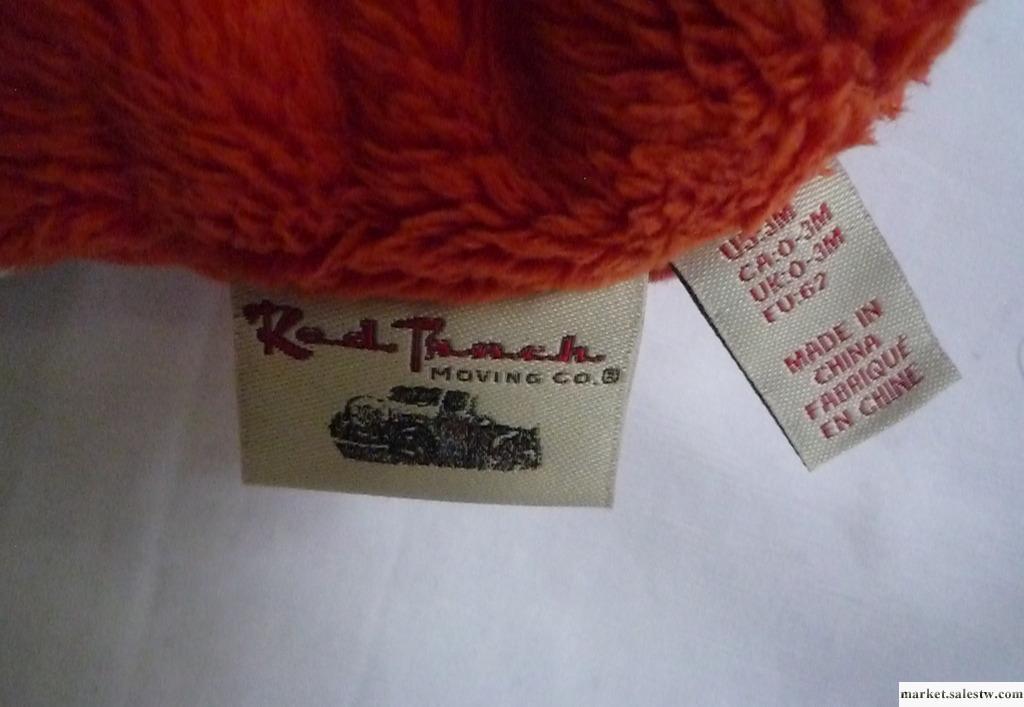 Red Truck
MOVING CO.®
US-3M
CA-0-3M
UK-0-3M
EU-62
MADE IN
CHINA
FABRIQUÉ
EN CHINE
market.salestw.com